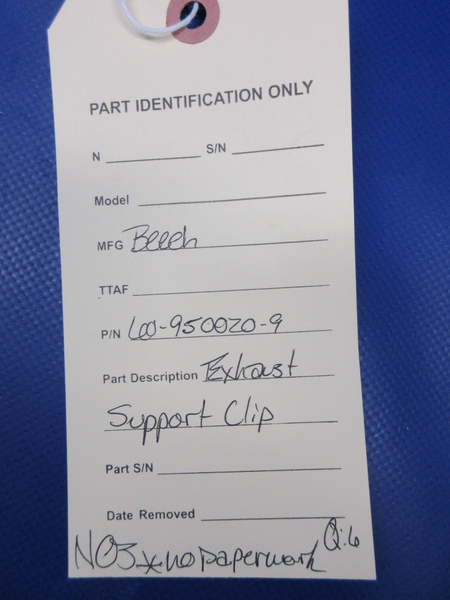 PART IDENTIFICATION ONLY
N S/N
Model
MFG Beech
TTAF
P/N 60-950020-9
Part Description Exhaust
Support Clip
Part S/N
Date Removed
NOS *no paperwork Q:6